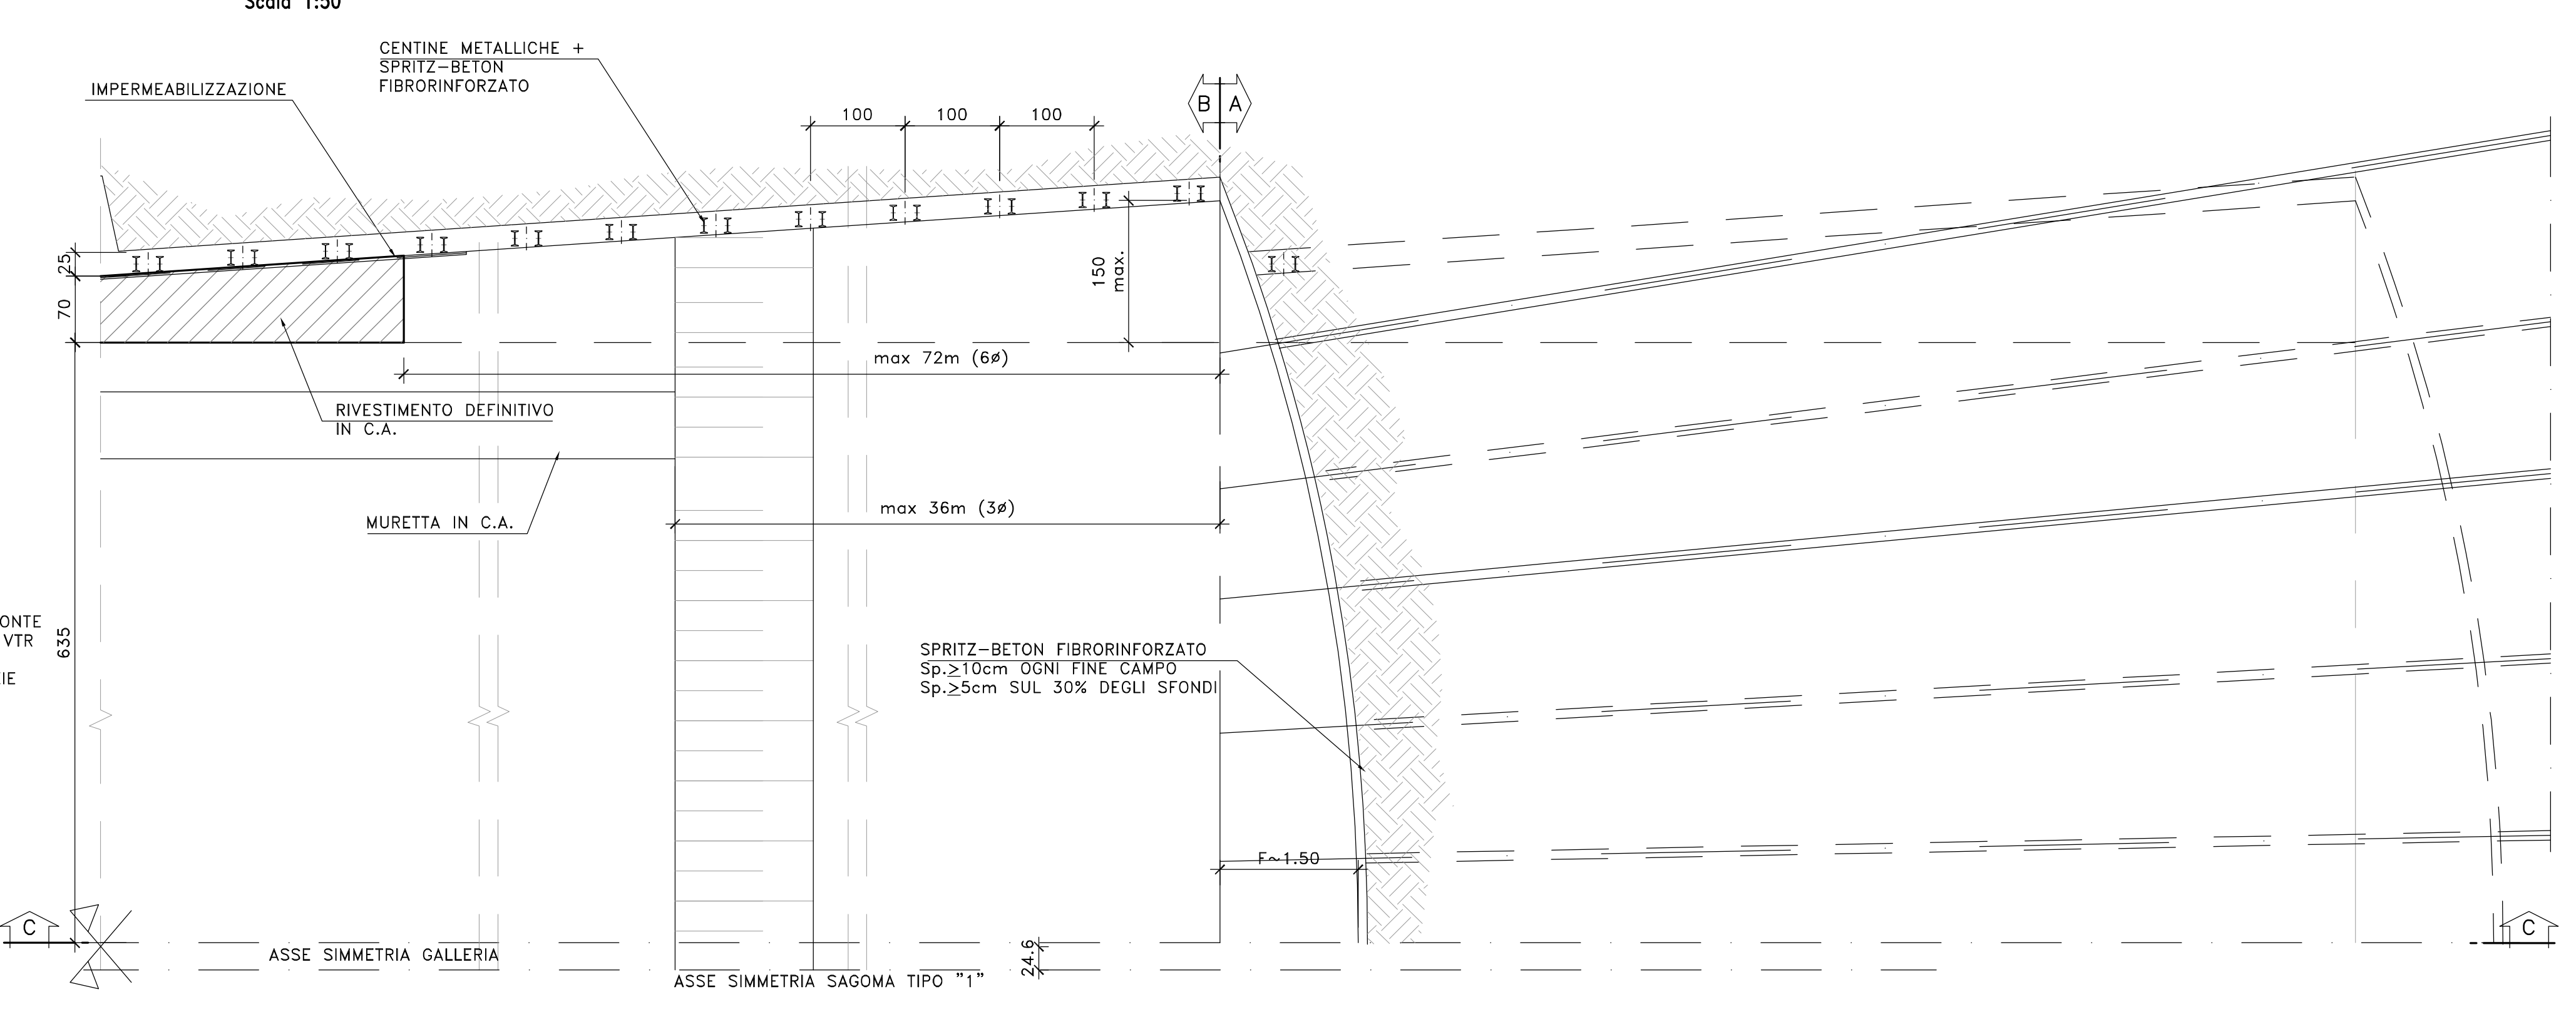 Scala 1:50
CENTINE METALLICHE +
SPRITZ-BETON
FIBRORINFORZATO
IMPERMEABILIZZAZIONE
B A
100 100 100
25
70
150
max.
max 72m (6ø)
RIVESTIMENTO DEFINITIVO
IN C.A.
max 36m (3ø)
MURETTA IN C.A.
ONTE
VTR
IE
635
SPRITZ-BETON FIBRORINFORZATO
Sp.≥10cm OGNI FINE CAMPO
Sp.≥5cm SUL 30% DEGLI SFONDI
F~1.50
C
C
ASSE SIMMETRIA GALLERIA
24.6
ASSE SIMMETRIA SAGOMA TIPO "1"